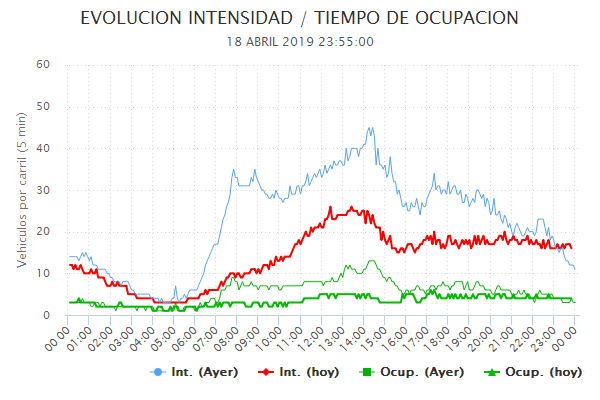 EVOLUCION INTENSIDAD / TIEMPO DE OCUPACION
18 ABRIL 2019 23:55:00
Vehiculos por carril (5 min)
60
50
40
30
20
10
0
00:00 01:00 02:00 03:00 04:00 05:00 06:00 07:00 08:00 09:00 10:00 11:00 12:00 13:00 14:00 15:00 16:00 17:00 18:00 19:00 20:00 21:00 22:00 23:00 00:00
Int. (Ayer) Int. (hoy) Ocup. (Ayer) Ocup. (hoy)